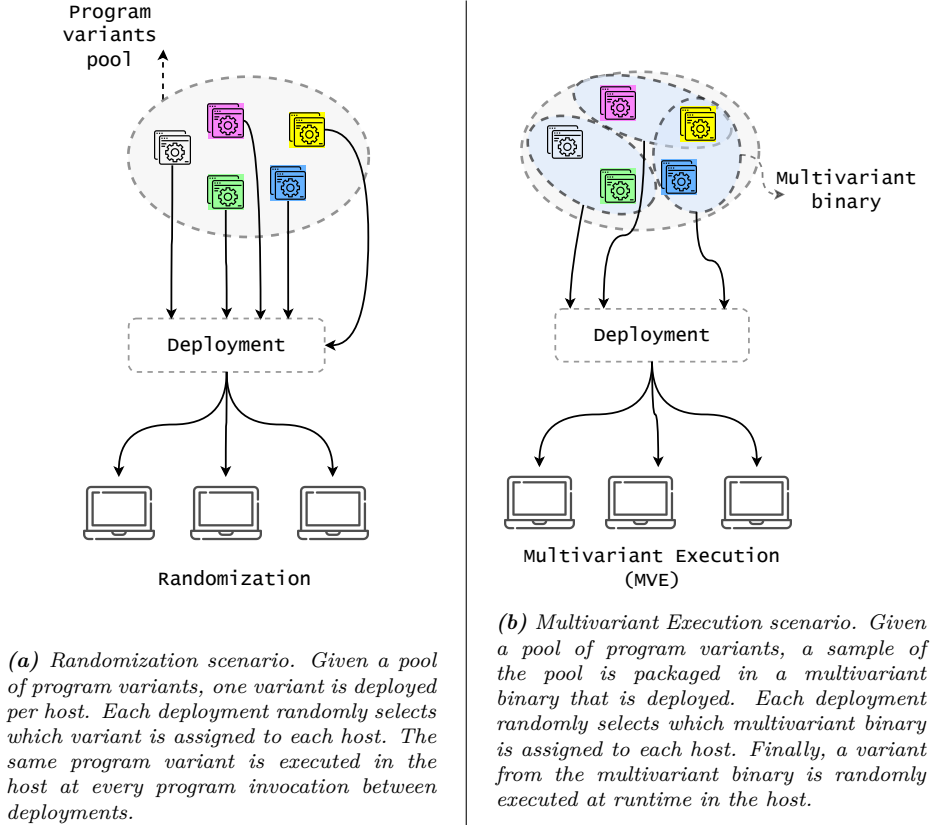 Program
variants
pool
Deployment
Randomization
(a) Randomization scenario. Given a pool
of program variants, one variant is deployed
per host. Each deployment randomly selects
which variant is assigned to each host. The
same program variant is executed in the
host at every program invocation between
deployments.
Multivariant
binary
Deployment
Multivariant Execution
(MVE)
(b) Multivariant Execution scenario. Given
a pool of program variants, a sample of
the pool is packaged in a multivariant
binary that is deployed. Each deployment
randomly selects which multivariant binary
is assigned to each host. Finally, a variant
from the multivariant binary is randomly
executed at runtime in the host.